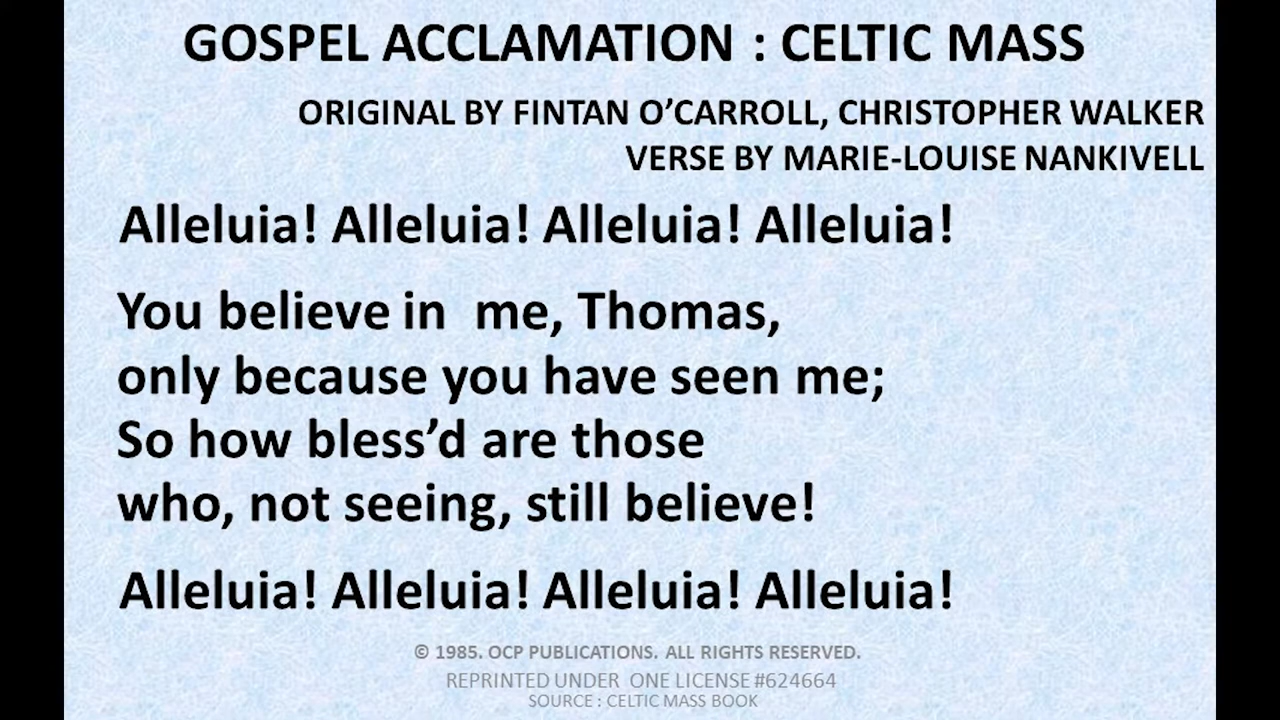 GOSPEL ACCLAMATION : CELTIC MASS
ORIGINAL BY FINTAN O’CARROLL, CHRISTOPHER WALKER
VERSE BY MARIE-LOUISE NANKIVELL
Alleluia! Alleluia! Alleluia! Alleluia!
You believe in  me, Thomas,
only because you have seen me;
So how bless’d are those
who, not seeing, still believe!
Alleluia! Alleluia! Alleluia! Alleluia!
© 1985. OCP PUBLICATIONS. ALL RIGHTS RESERVED.
REPRINTED UNDER  ONE LICENSE #624664
SOURCE : CELTIC MASS BOOK